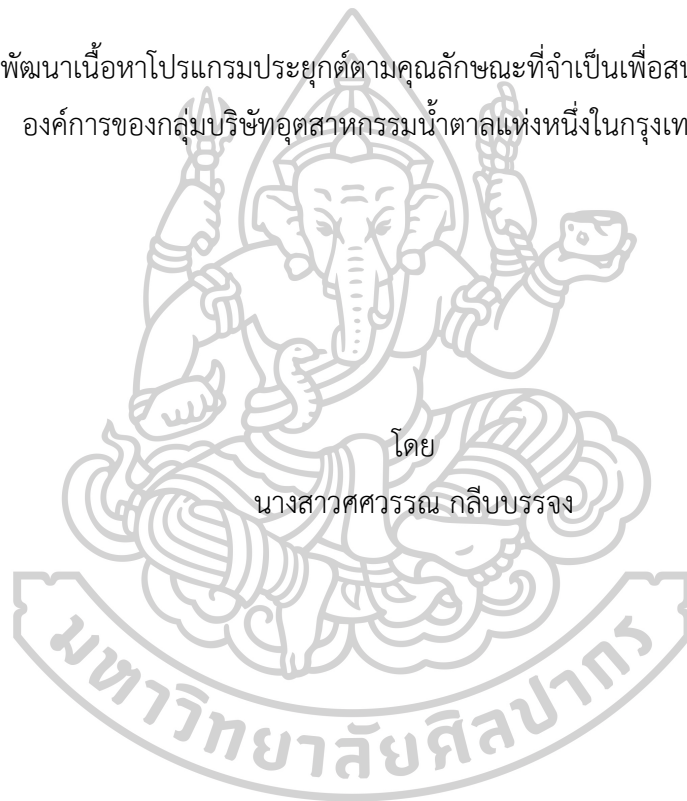 พัฒนาเนื้อหาโปรแกรมประยุกต์ตามคุณลักษณะที่จำเป็นเพื่อ
องค์การของกลุ่มบริษัทอุตสาหกรรมน้ำตาลแห่งหนึ่งในกรุงเท
โดย
นางสาวศศวรรณ กลีบบรรจง
มหาวิทยาลัยศิลปากร